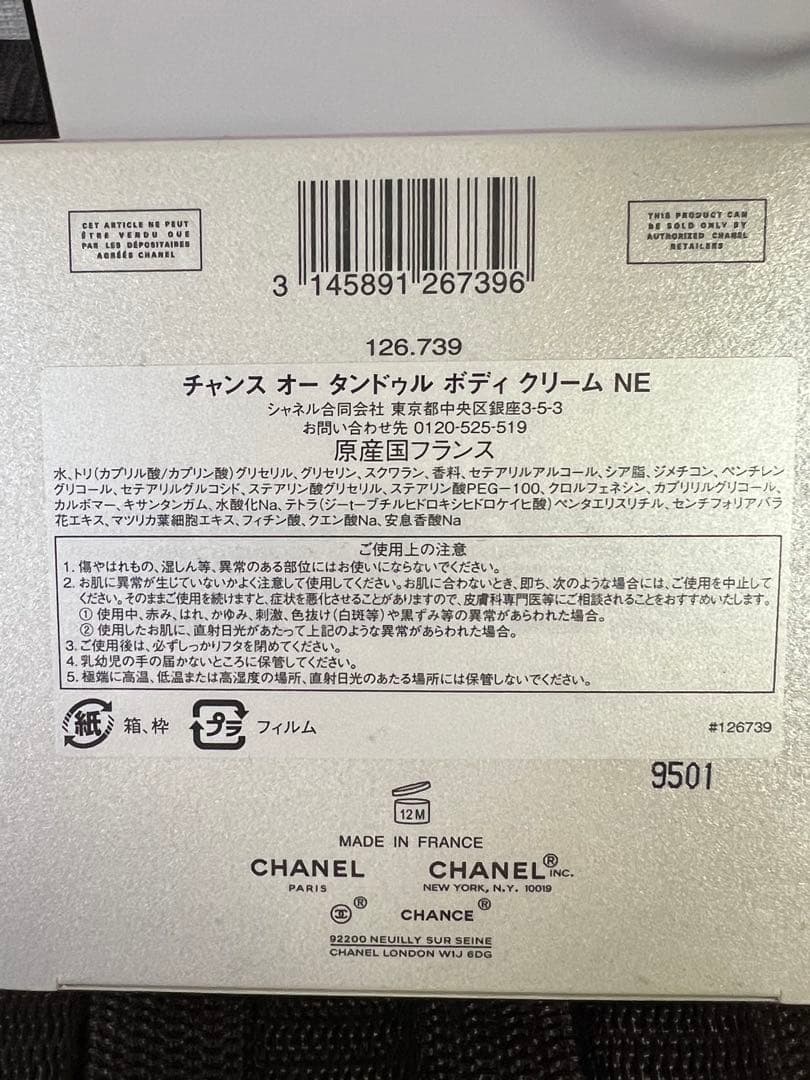 CET ARTICLE NE PEUT
ÊTRE VENDU QUE
PAR LES DÉPOSITAIRES
AGRÉÉS CHANEL
THIS PRODUCT CAN
BE SOLD ONLY BY
AUTHORIZED CHANEL
RETAILERS
3 145891 267396
126.739
チャンス オー タンドゥル ボディ クリーム NE
シャネル合同会社 東京都中央区銀座3-5-3
お問い合わせ先 0120-525-519
原産国フランス
水、トリ(カプリル酸/カプリン酸)グリセリル、グリセリン、スクワラン、香料、セテアリルアルコール、シア脂、ジメチコン、ペンチレン
グリコール、セテアリルグルコシド、ステアリン酸グリセリル、ステアリン酸PEG-100、クロルフェネシン、カプリリルグリコール、
カルボマー、キサンタンガム、水酸化Na、テトラ(ジ-t-ブチルヒドロキシヒドロケイヒ酸)ペンタエリスリチル、センチフォリアバラ
花エキス、マツリカ葉細胞エキス、フィチン酸、クエン酸Na、安息香酸Na
ご使用上の注意
1. 傷やはれもの、湿しん等、異常のある部位にはお使いにならないでください。
2. お肌に異常が生じていないかよく注意して使用してください。お肌に合わないとき、即ち、次のような場合には、ご使用を中止して
ください。そのままご使用を続けますと、症状を悪化させることがありますので、皮膚科専門医等にご相談されることをおすすめいたします。
① 使用中、赤み、はれ、かゆみ、刺激、色抜け(白斑等)や黒ずみ等の異常があらわれた場合。
② 使用したお肌に、直射日光があたって上記のような異常があらわれた場合。
3. ご使用後は、必ずしっかりフタを閉めてください。
4. 乳幼児の手の届かないところに保管してください。
5. 極端に高温、低温または高湿度の場所、直射日光のあたる場所には保管しないでください。
紙 箱、枠 プラ フィルム #126739
9501
12M
MADE IN FRANCE
CHANEL CHANEL® INC.
PARIS NEW YORK, N.Y. 10019
® CHANCE®
92200 NEUILLY SUR SEINE
CHANEL LONDON W1J 6DG